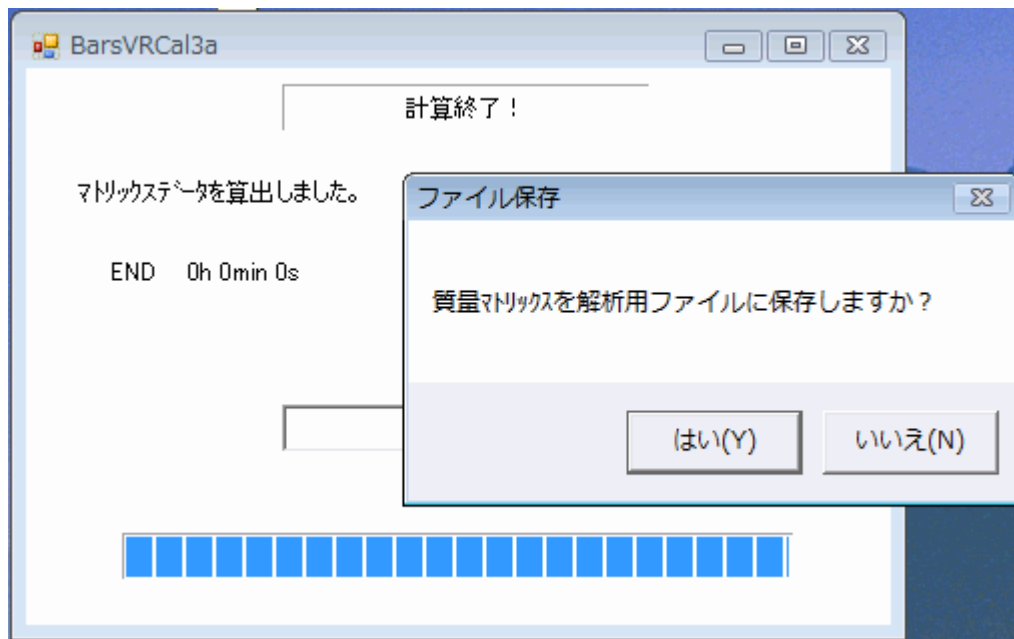 BarsVRCal3a
計算終了！
ﾏﾄﾘｯｸｽﾃﾞｰﾀを算出しました。
END 0h 0min 0s
ファイル保存
質量ﾏﾄﾘｯｸｽを解析用ファイルに保存しますか？
はい(Y)
いいえ(N)